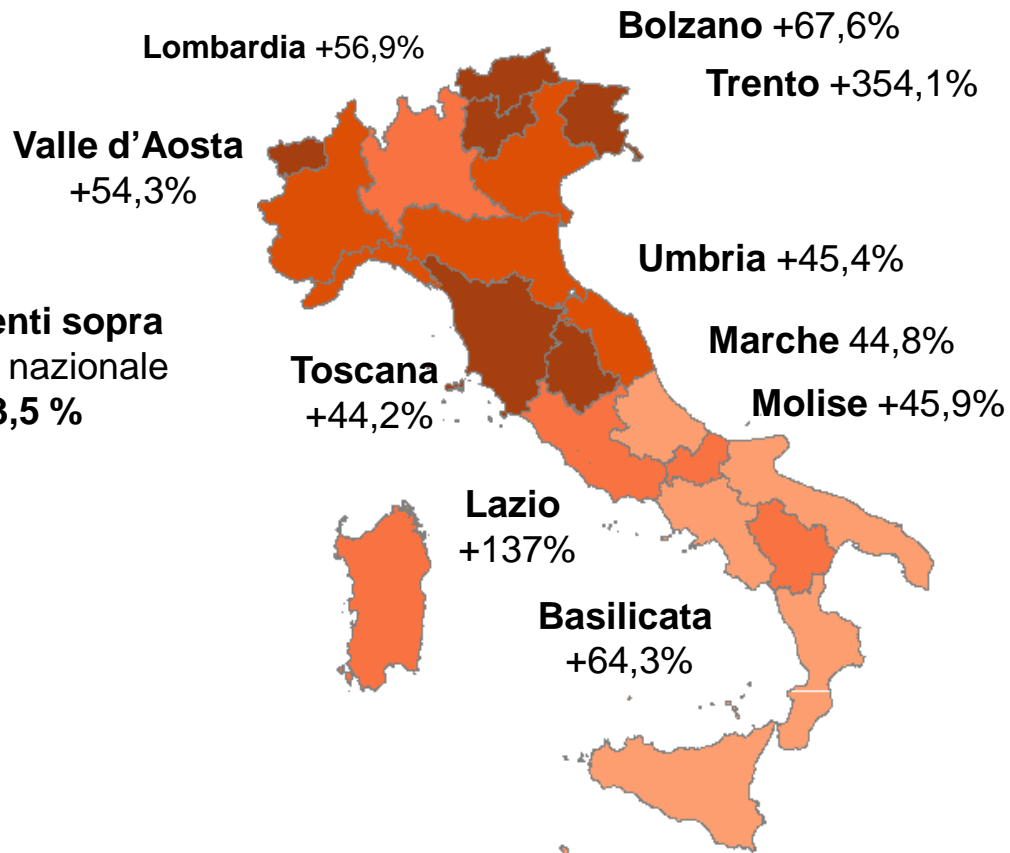 Bolzano +67,6%
Lombardia +56,9%
Trento +354,1%
Valle d'Aosta
+54,3%
Umbria +45,4%
enti sopra
nazionale
,5 %
Marche 44,8%
Toscana
+44,2%
Molise +45,9%
Lazio
+137%
Basilicata
+64,3%